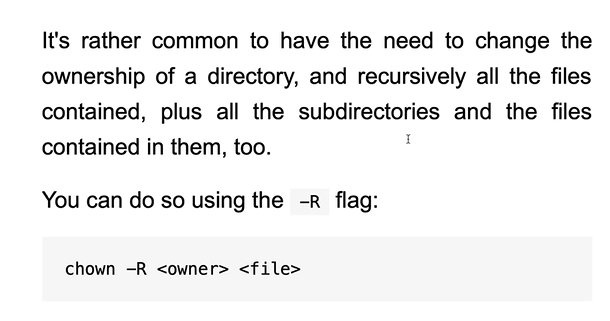 It's rather common to have the need to change the
ownership of a directory, and recursively all the files
contained, plus all the subdirectories and the files
contained in them, too.
You can do so using the -R flag:
chown -R <owner> <file>